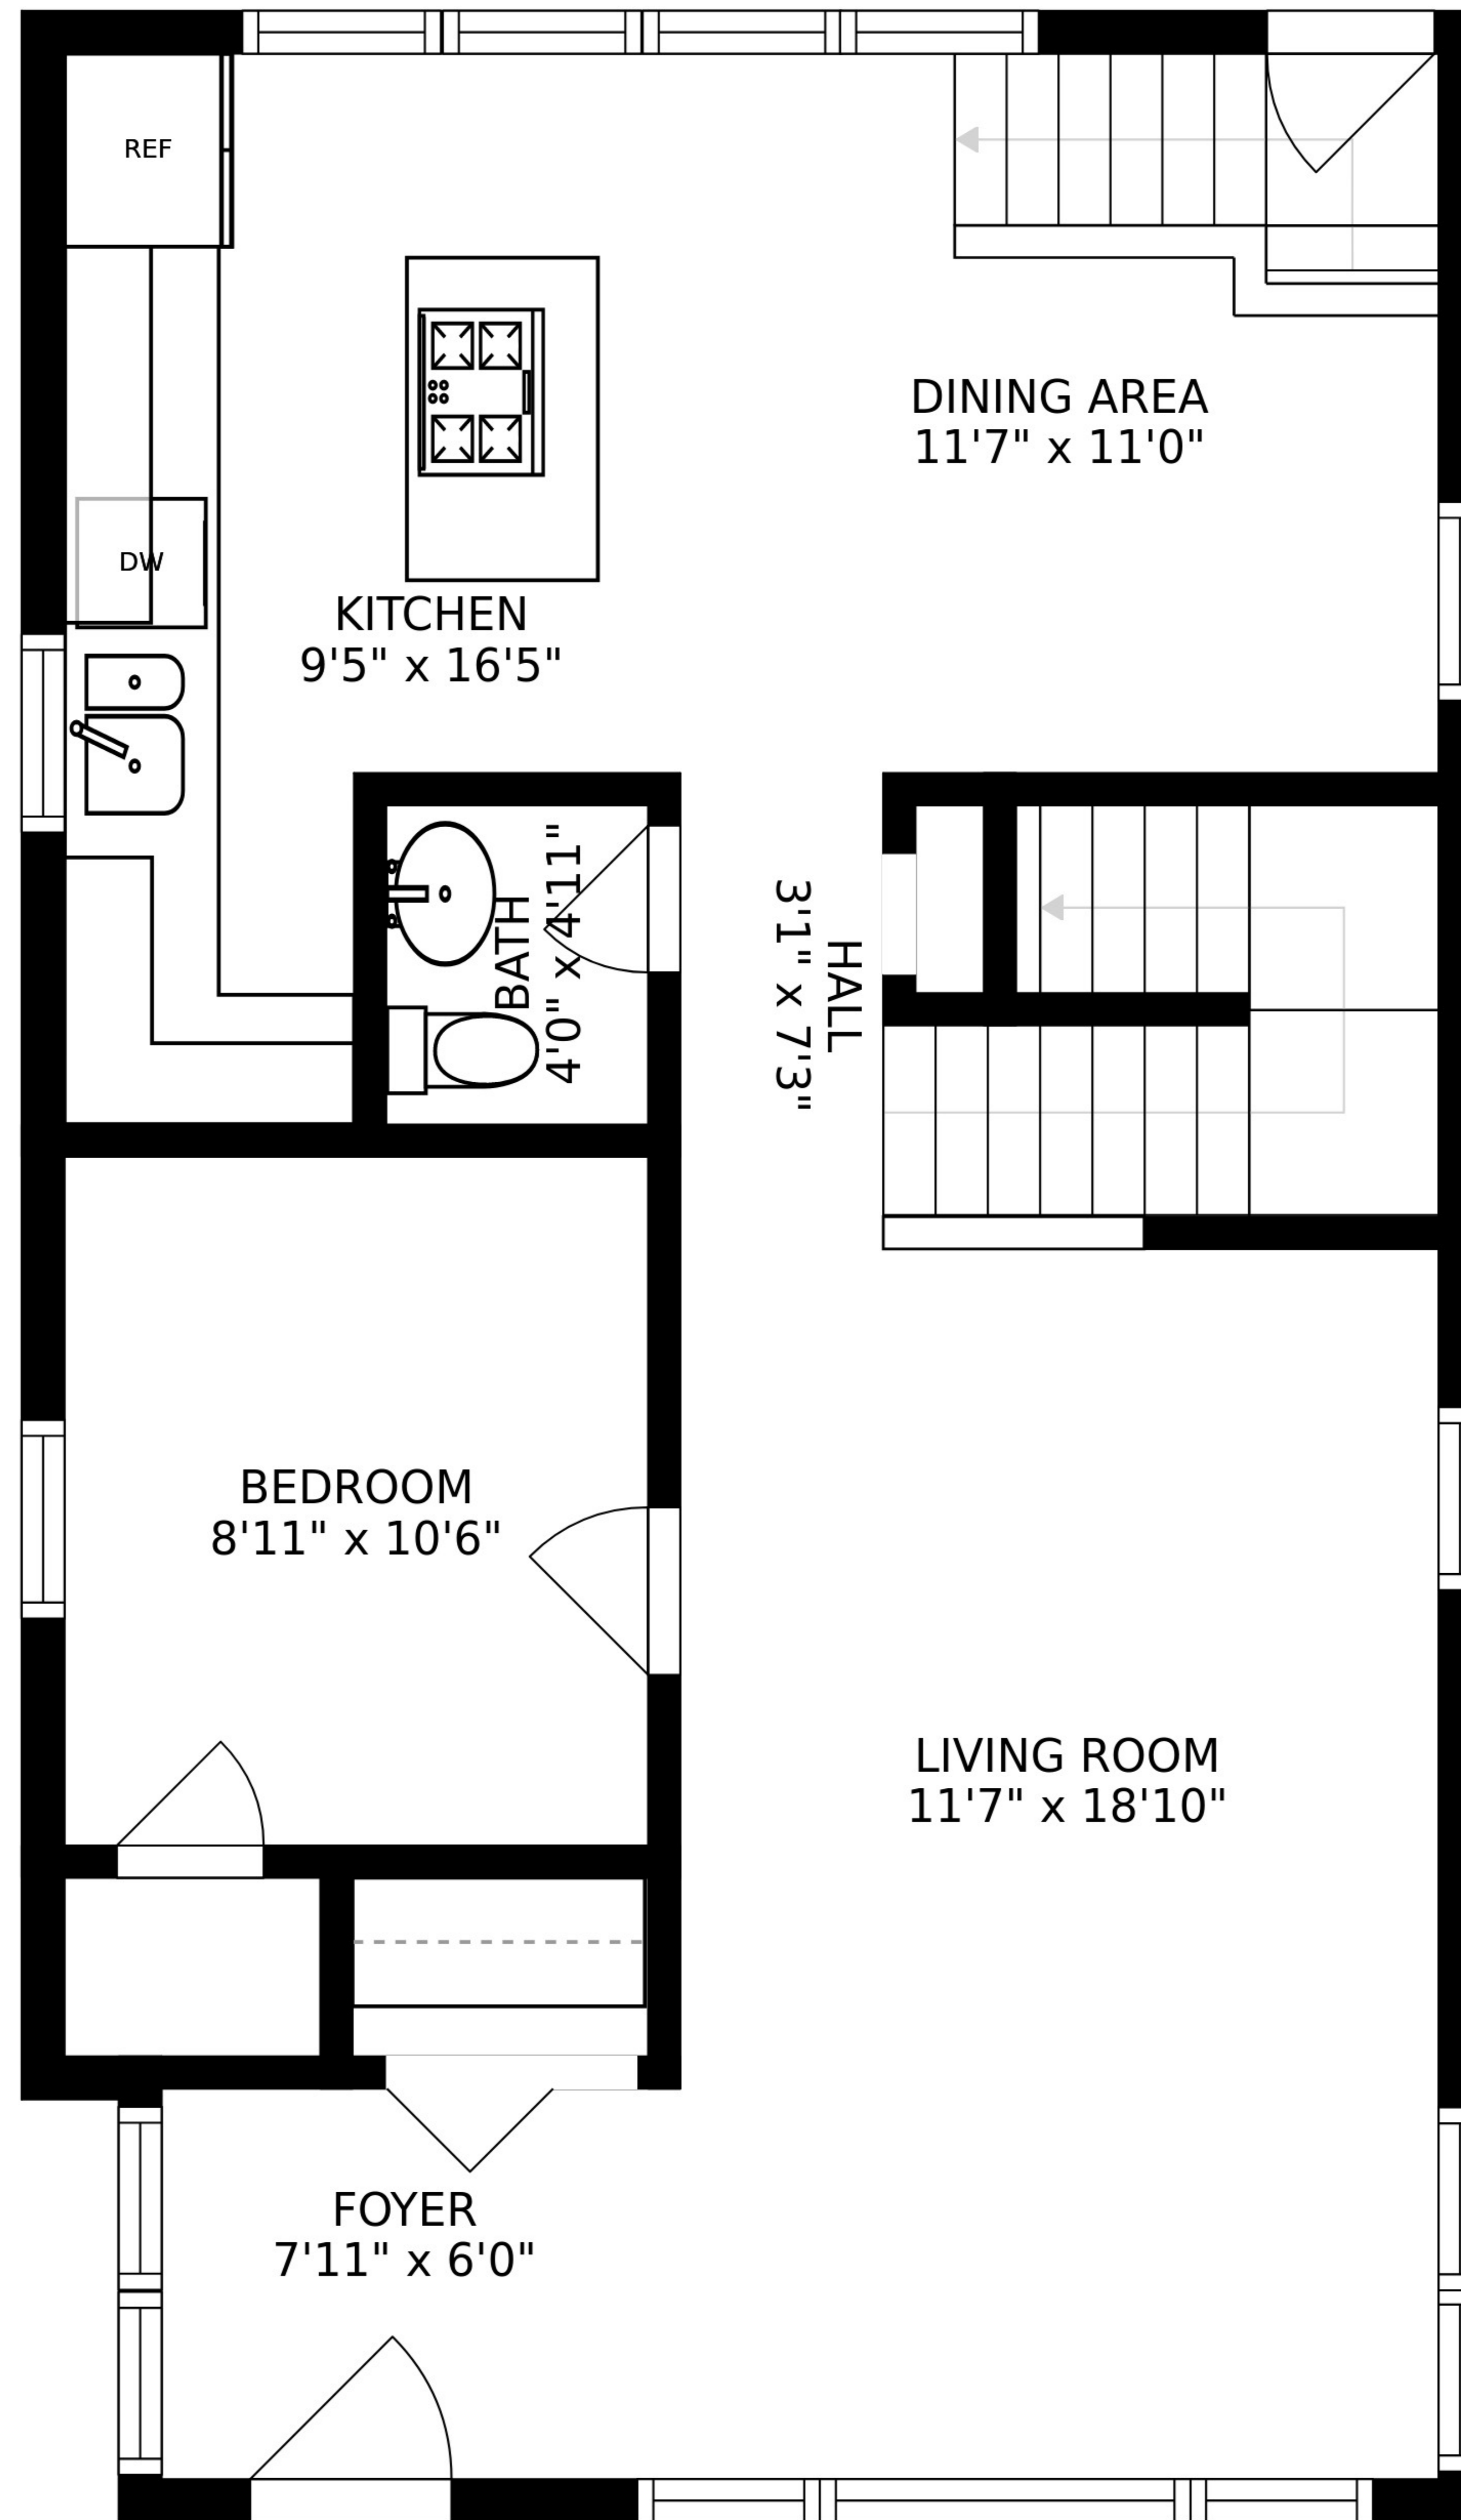 REF
DINING AREA
11'7" x 11'0"
DW
KITCHEN
9'5" x 16'5"
BATH
4'0" x 4'11"
HALL
3'1" x 7'3"
BEDROOM
8'11" x 10'6"
LIVING ROOM
11'7" x 18'10"
FOYER
7'11" x 6'0"